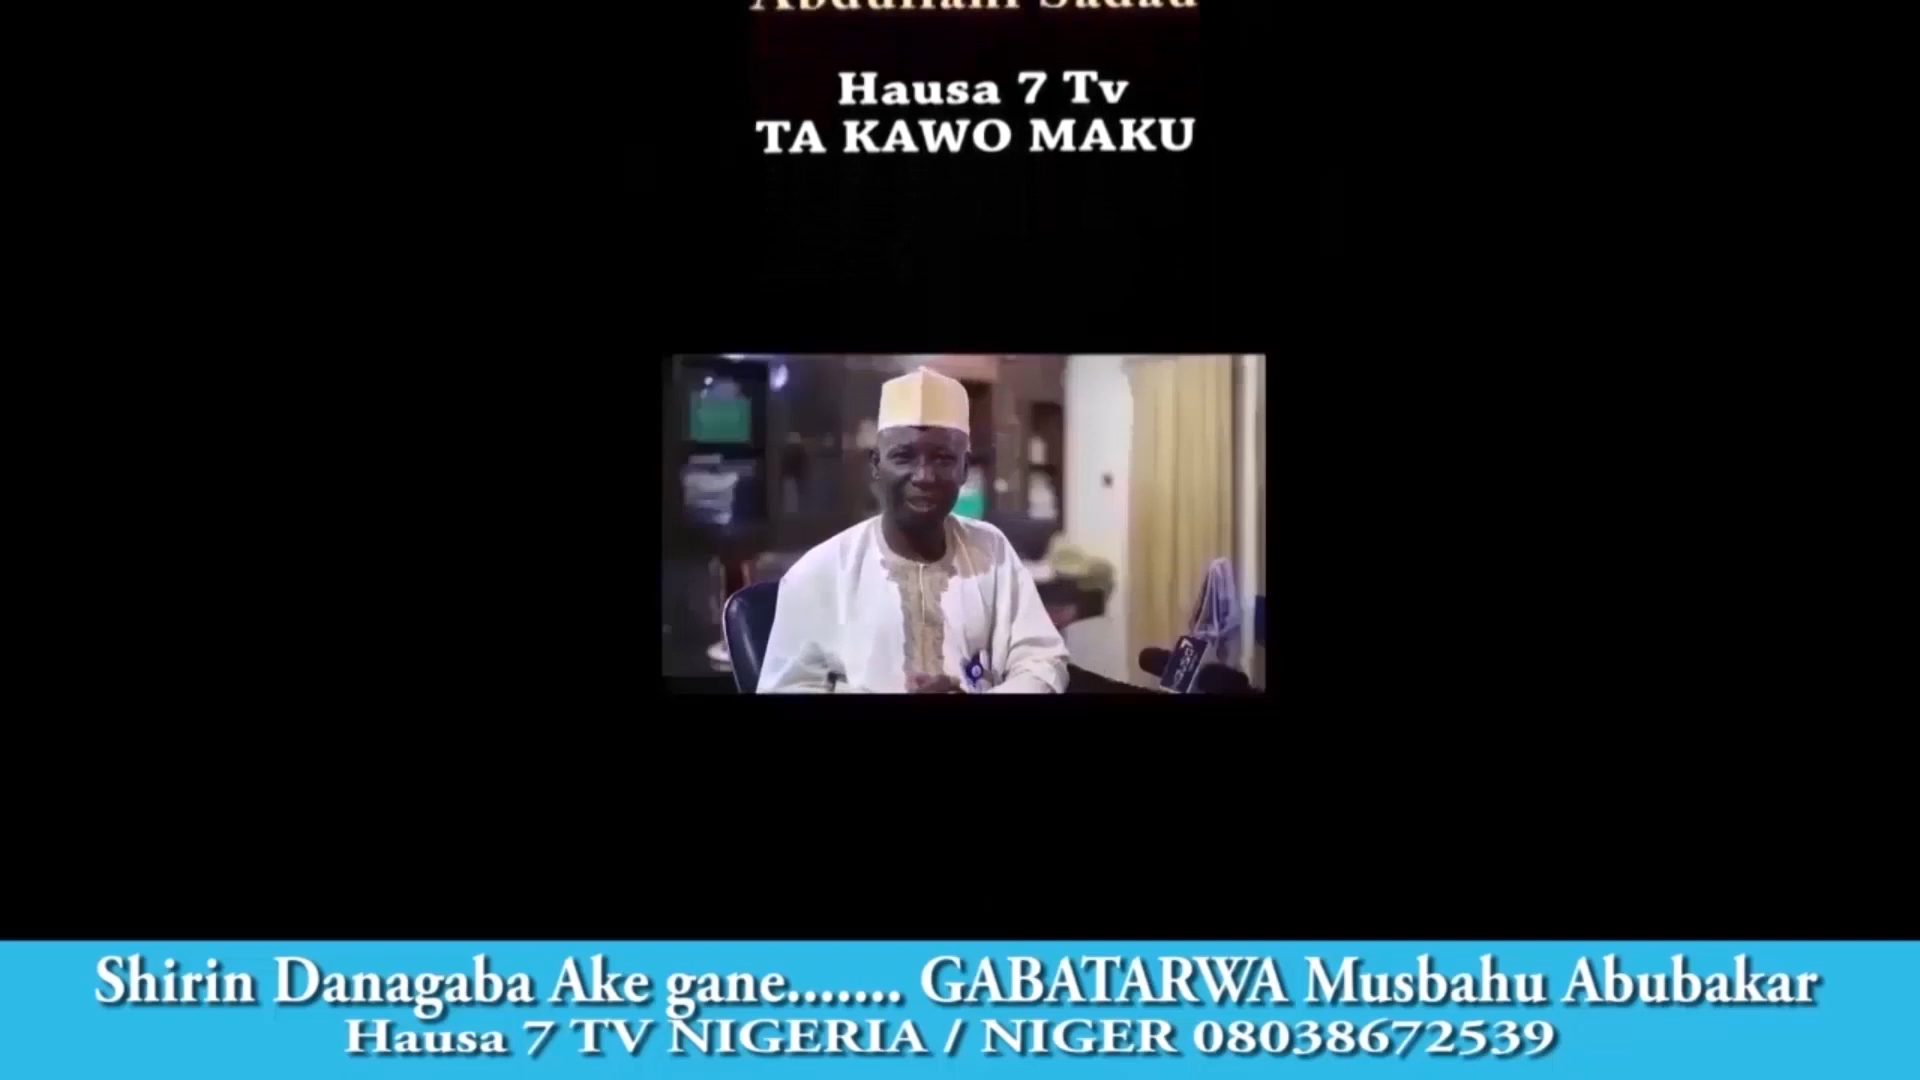 Hausa 7 Tv
TA KAWO MAKU
Shirin Danagaba Ake gane....... GABATARWA Musbahu Abubakar
Hausa 7 TV NIGERIA / NIGER 08038672539